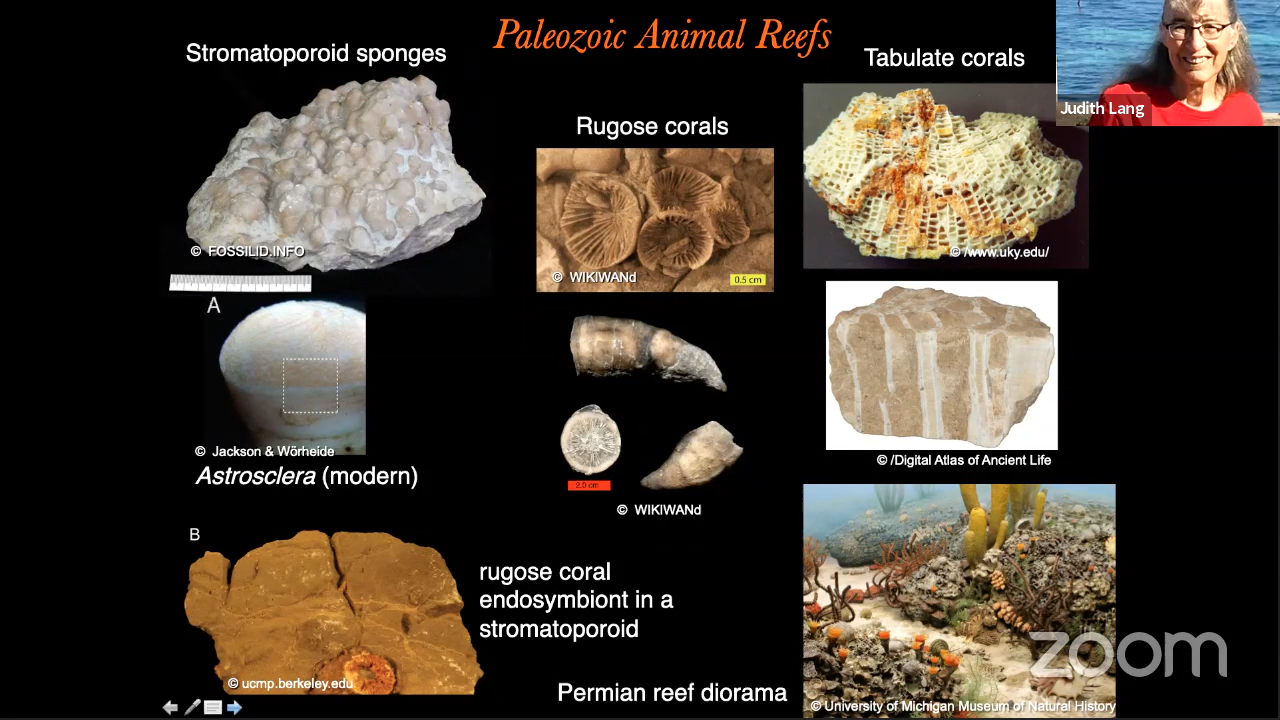 Paleozoic Animal Reefs
Stromatoporoid sponges
© FOSSILID.INFO
A
© Jackson & Wörheide
Astrosclera (modern)
B
© ucmp.berkeley.edu
rugose coral
endosymbiont in a
stromatoporoid
Rugose corals
© WIKIWANd
0.5 cm
2.0 cm
© WIKIWANd
Permian reef diorama
Tabulate corals
© /www.uky.edu/
© /Digital Atlas of Ancient Life
© University of Michigan Museum of Natural History
Judith Lang
zoom